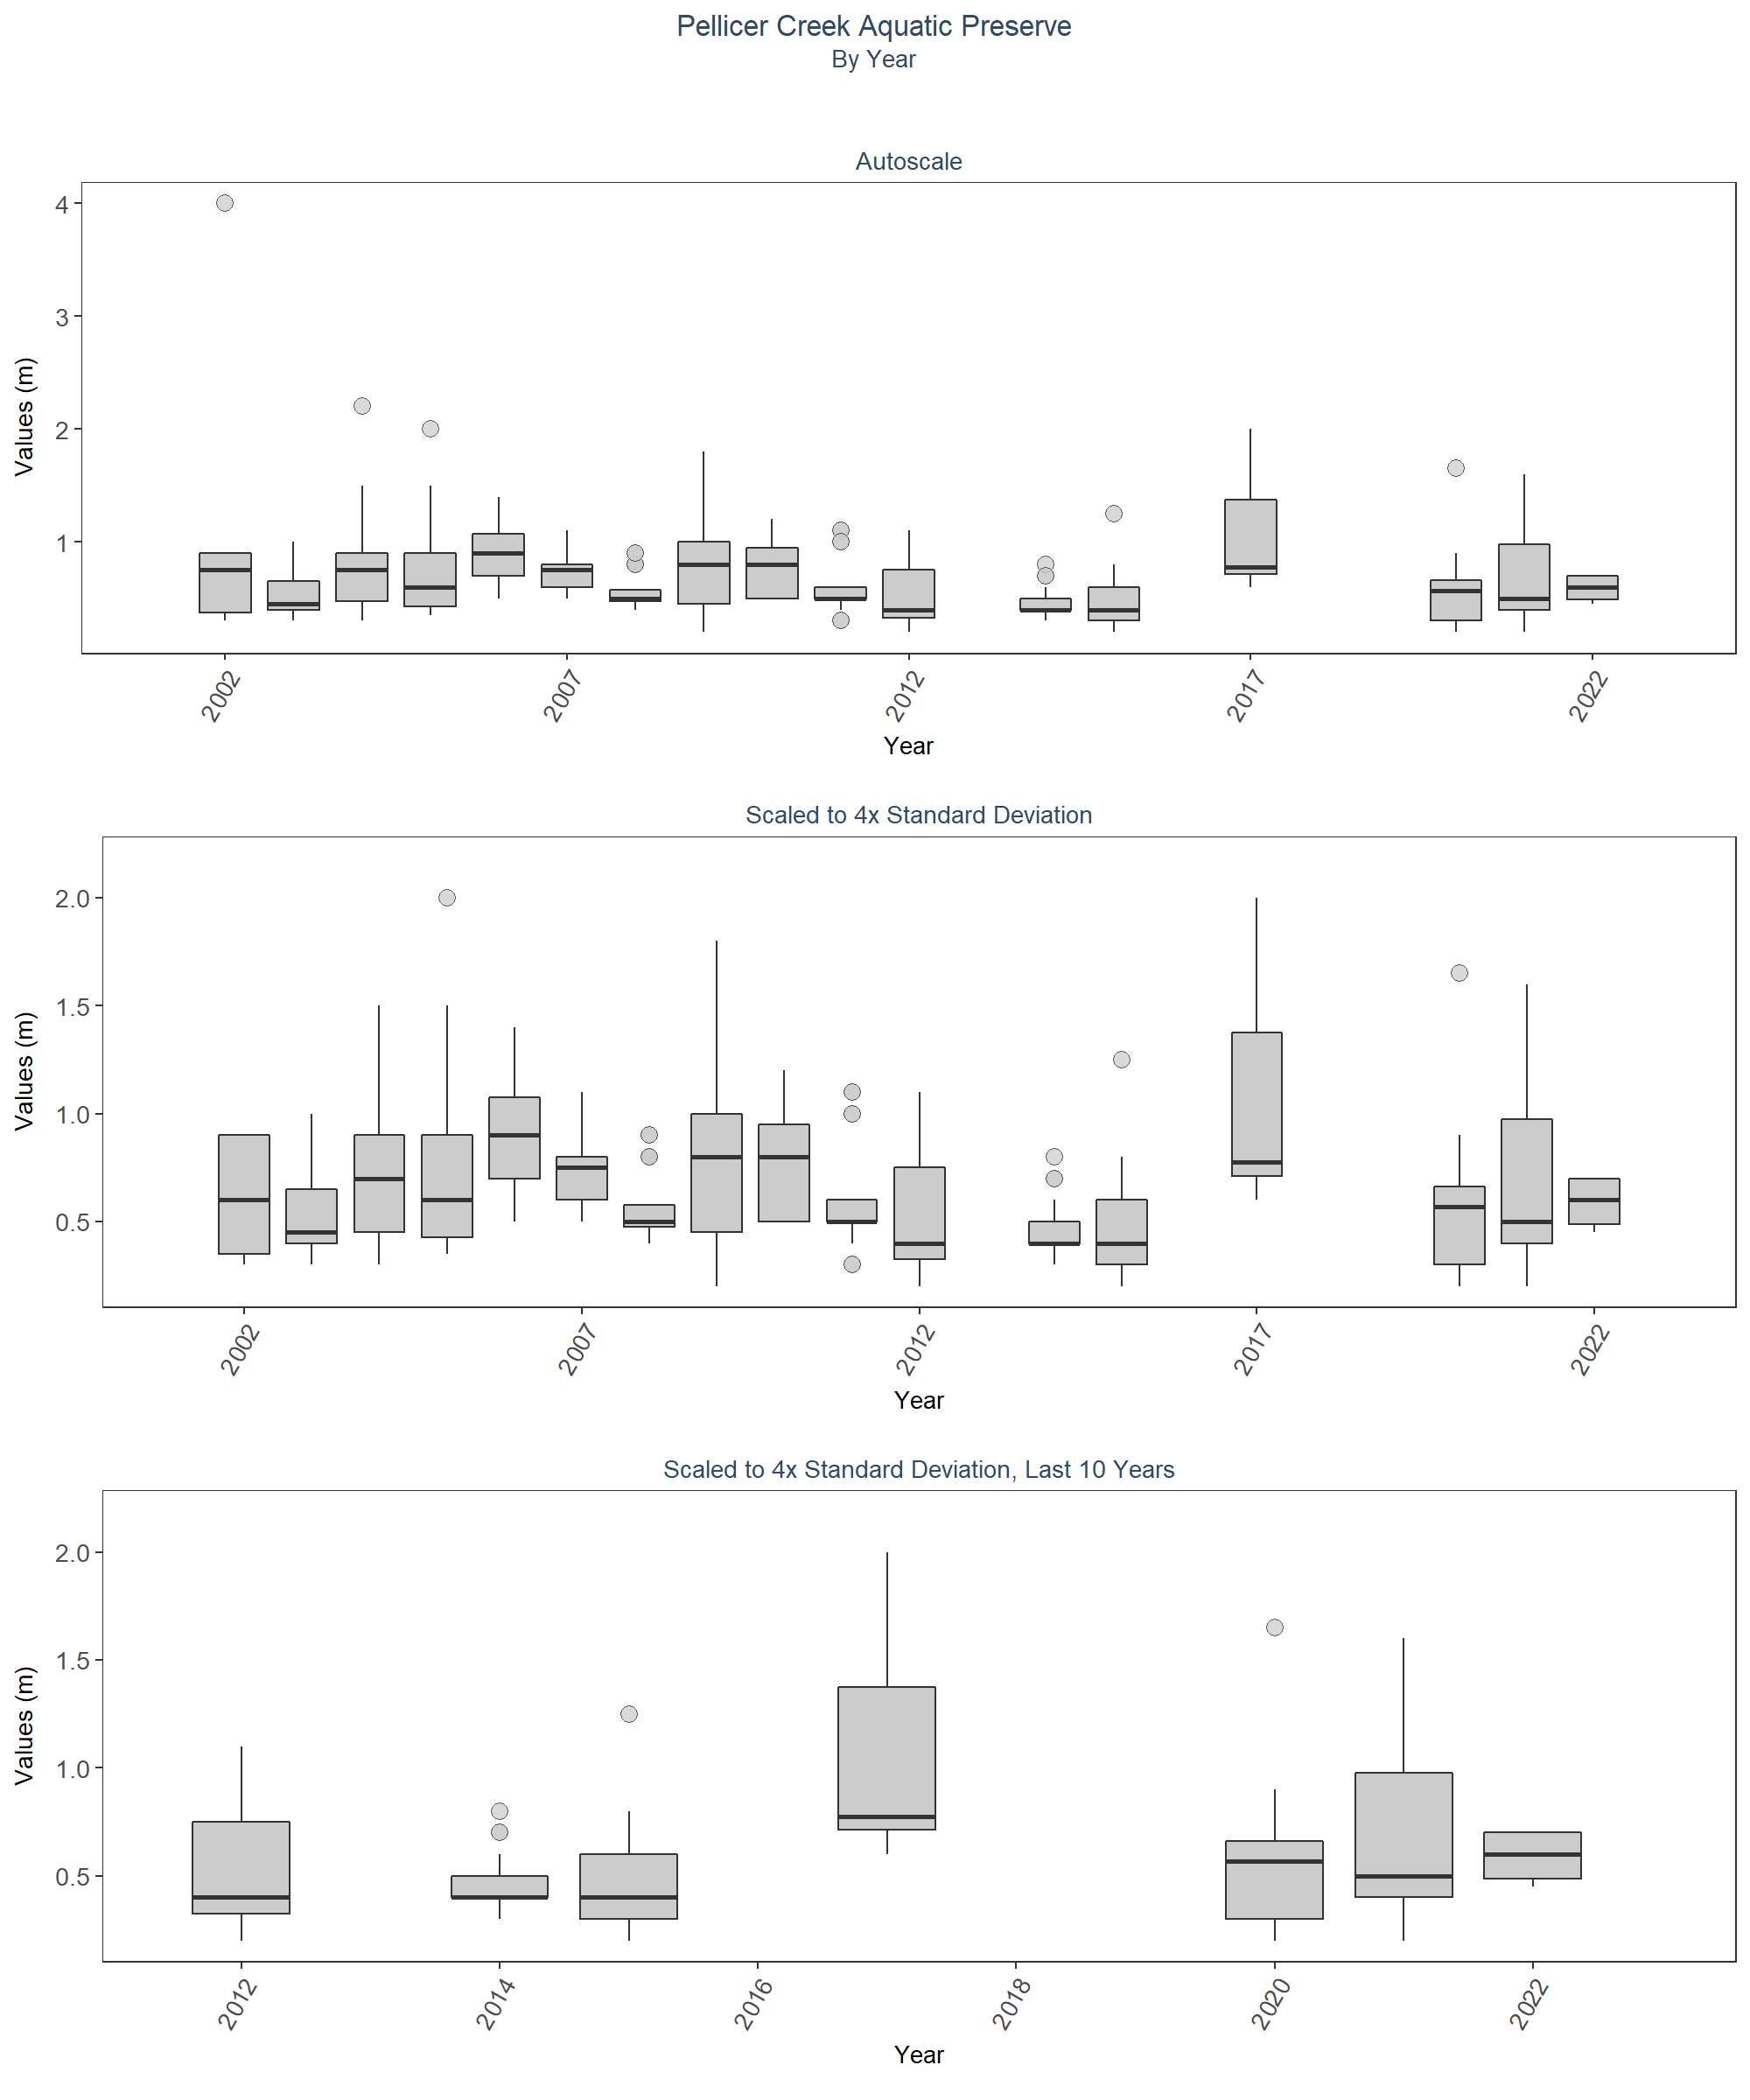 Pellicer Creek Aquatic Preserve
By Year
Autoscale
Values (m)
4
3
2
1
2002 2007 2012 2017 2022
Year
Scaled to 4x Standard Deviation
Values (m)
2.0
1.5
1.0
0.5
2002 2007 2012 2017 2022
Year
Scaled to 4x Standard Deviation, Last 10 Years
Values (m)
2.0
1.5
1.0
0.5
2012 2014 2016 2018 2020 2022
Year